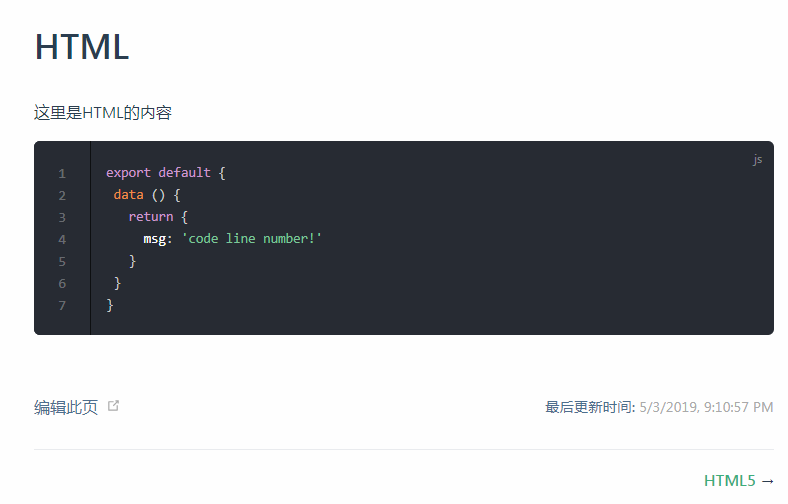 HTML
这里是HTML的内容
js
1 export default {
2  data () {
3    return {
4      msg: 'code line number!'
5    }
6  }
7 }
编辑此页 最后更新时间: 5/3/2019, 9:10:57 PM
HTML5 →